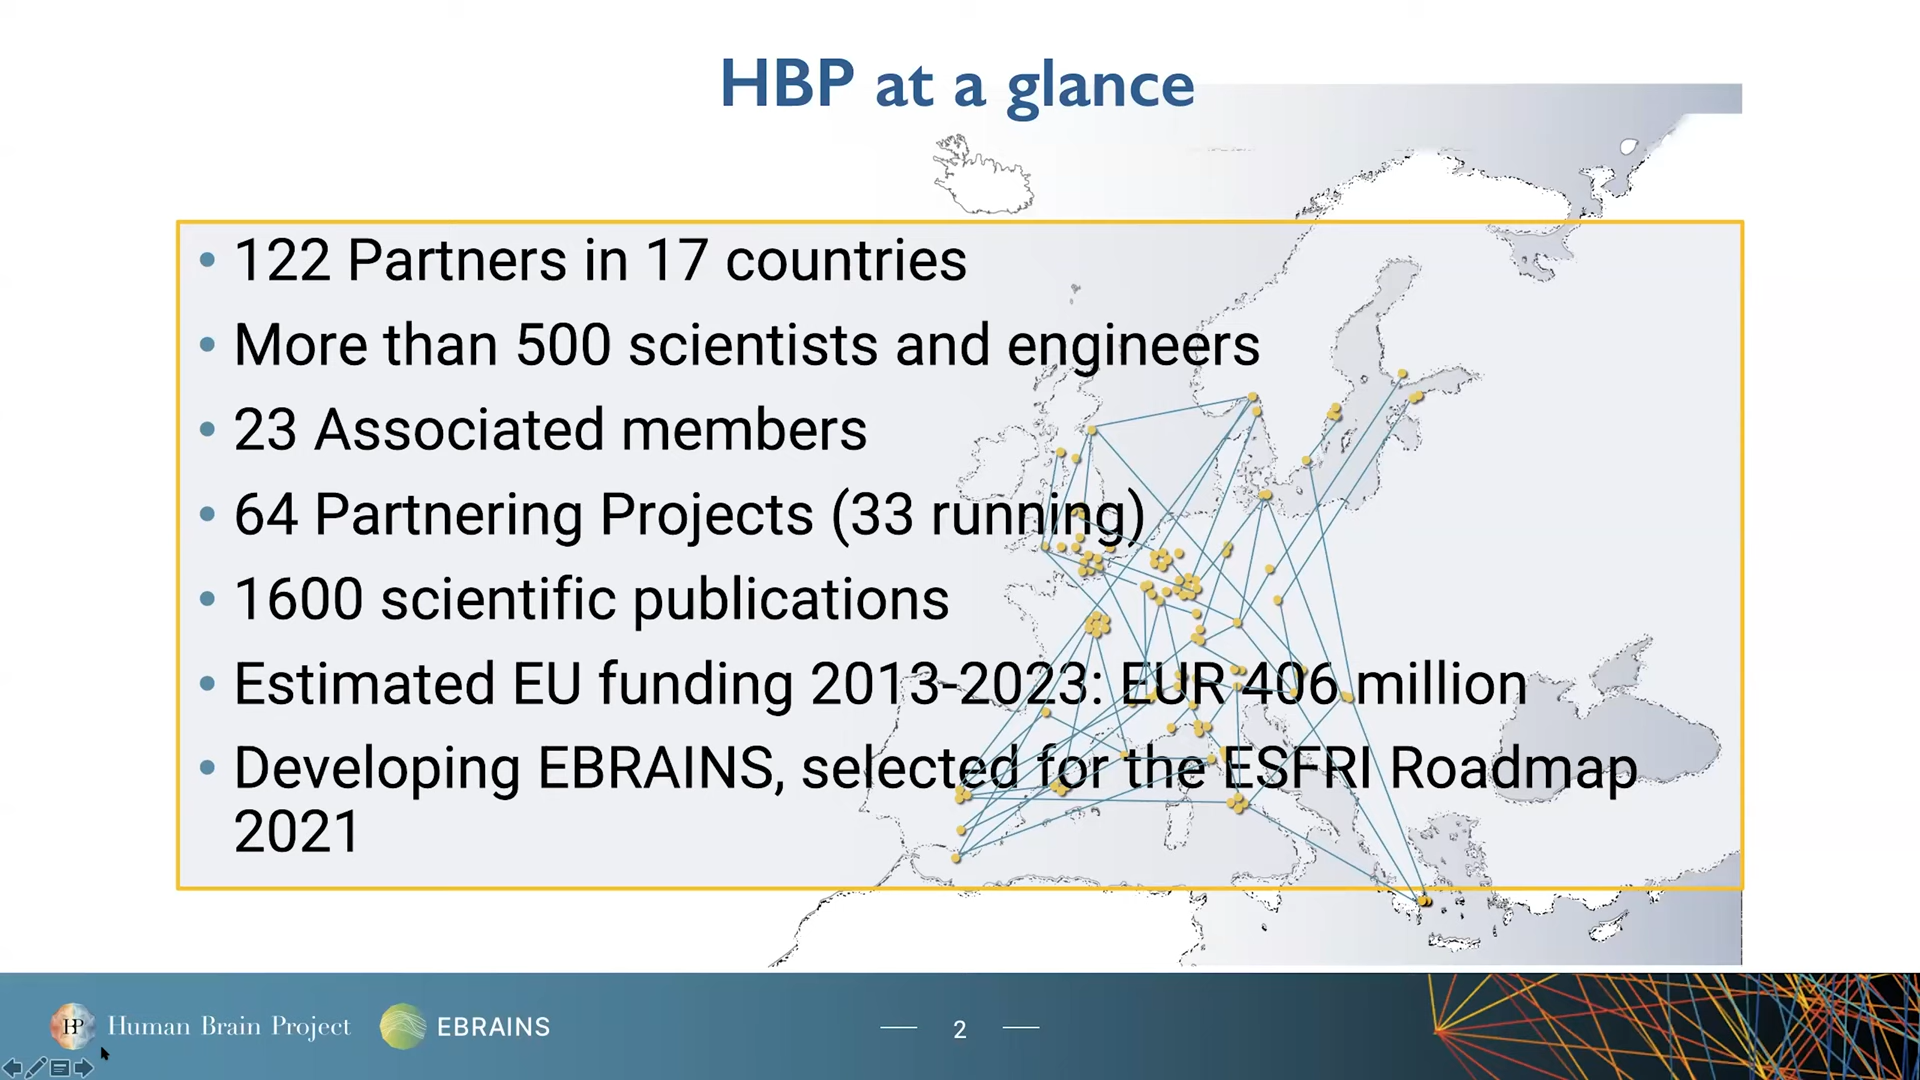 HBP at a glance
• 122 Partners in 17 countries
• More than 500 scientists and engineers
• 23 Associated members
• 64 Partnering Projects (33 running)
• 1600 scientific publications
• Estimated EU funding 2013-2023: EUR 406 million
• Developing EBRAINS, selected for the ESFRI Roadmap
2021
HP Human Brain Project EBRAINS 2